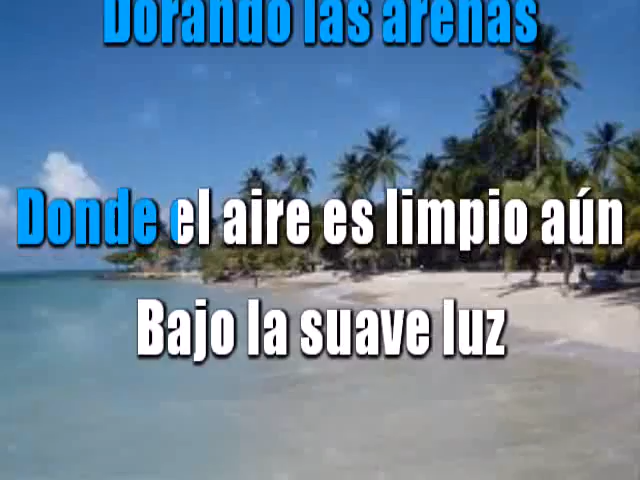 Dorando las arenas
Donde el aire es limpio aún
Bajo la suave luz